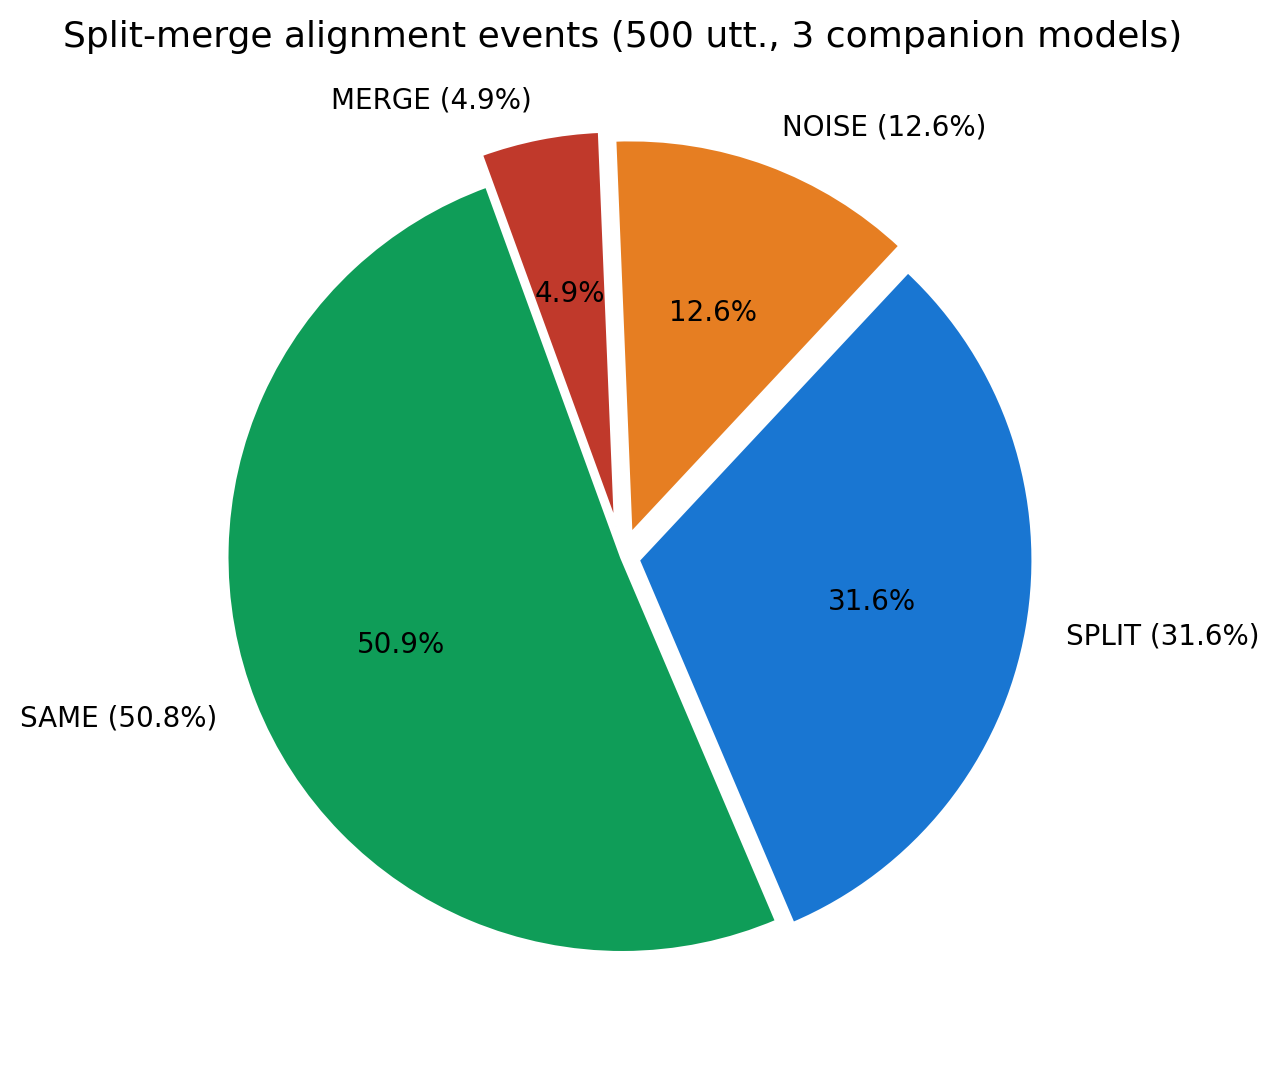 Split-merge alignment events (500 utt., 3 companion models)
MERGE (4.9%)
NOISE (12.6%)
4.9%
12.6%
31.6%
SPLIT (31.6%)
50.9%
SAME (50.8%)